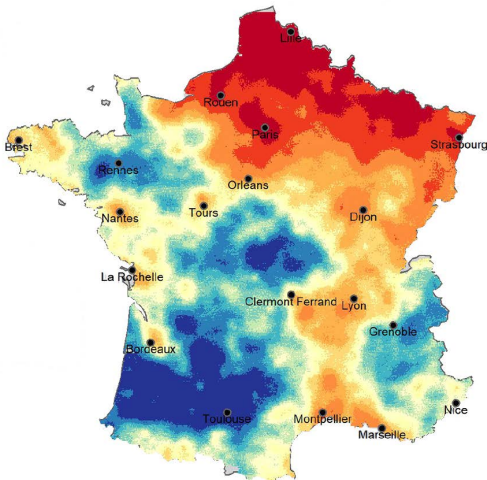 Lille
Rouen
Paris
Strasbourg
Brest
Rennes
Orléans
Tours
Nantes
Dijon
La Rochelle
Clermont Ferrand
Lyon
Grenoble
Bordeaux
Nice
Toulouse
Montpellier
Marseille